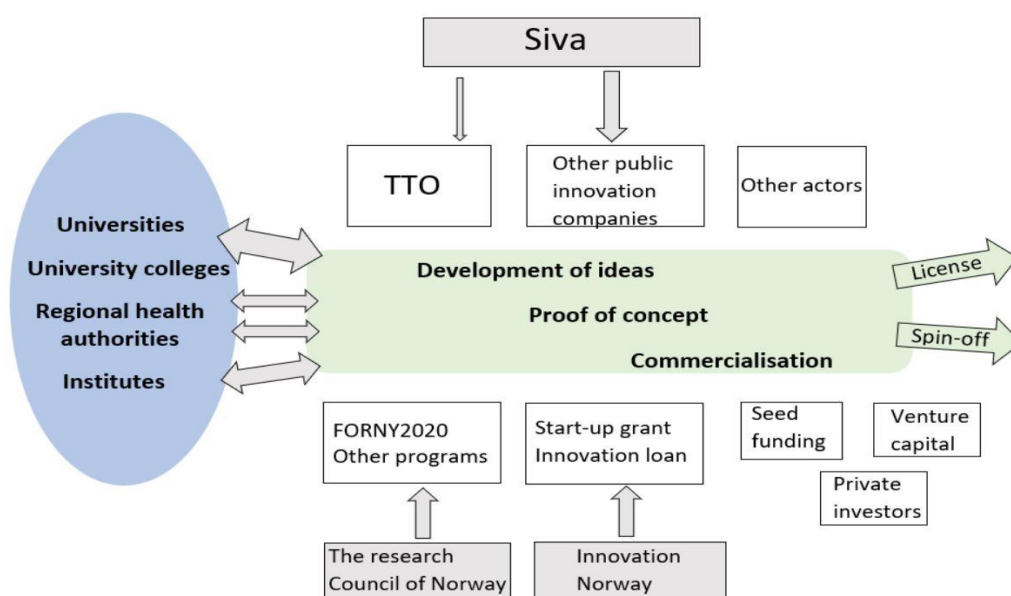 Siva
TTO
Other public
innovation
companies
Other actors
Universities
University colleges
Regional health
authorities
Institutes
Development of ideas
Proof of concept
Commercialisation
License
Spin-off
FORNY2020
Other programs
Start-up grant
Innovation loan
Seed
funding
Venture
capital
Private
investors
The research
Council of Norway
Innovation
Norway